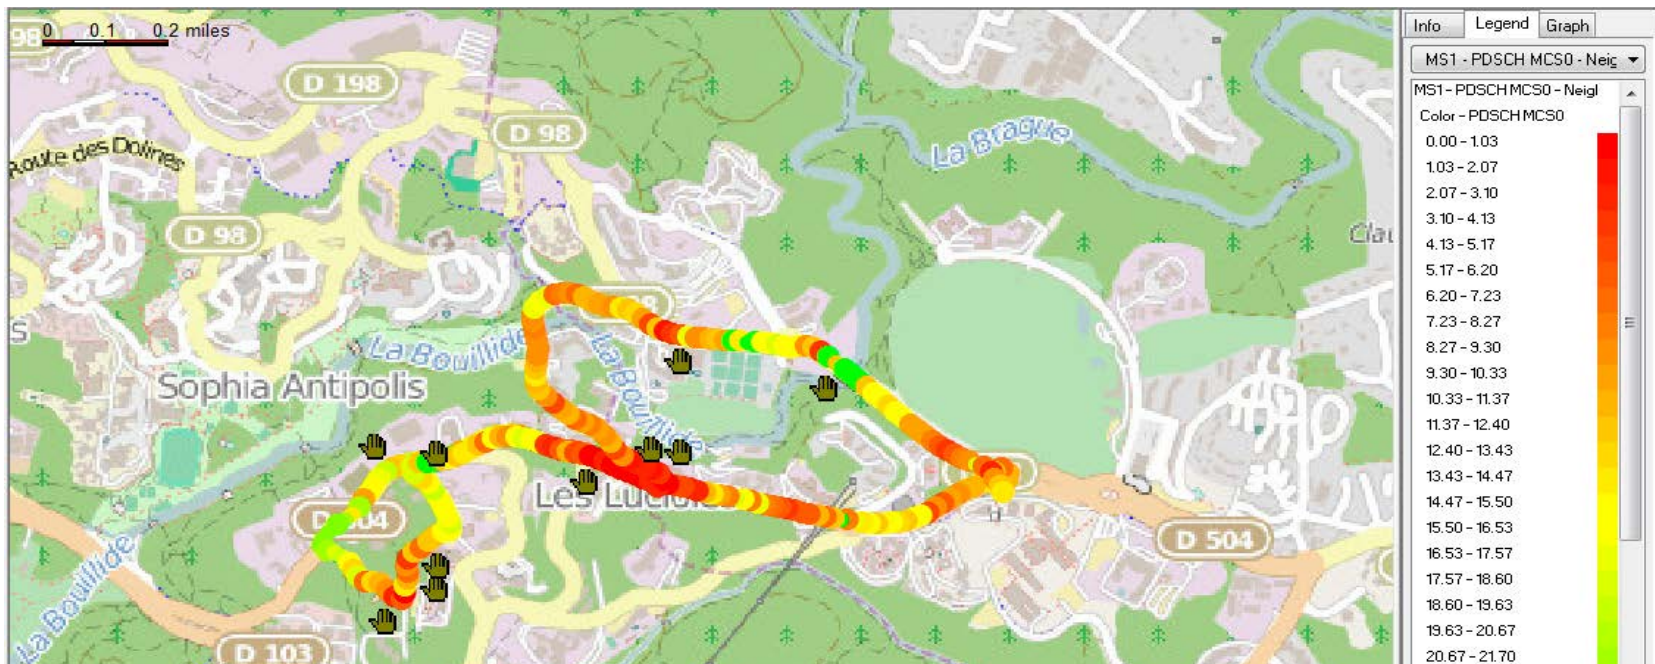 0 0.1 0.2 miles
98
D 198
D 98
La Brague
Route des Dolines
D 98
La Bouillide
La Bouillide
Sophia Antipolis
Les Lucioles
D 504
D 504
La Bouillide
D 103
Info Legend Graph
MS1 - PDSCH MCS0 - Neig
MS1 - PDSCH MCS0 - Neigl
Color - PDSCH MCS0
0.00 - 1.03
1.03 - 2.07
2.07 - 3.10
3.10 - 4.13
4.13 - 5.17
5.17 - 6.20
6.20 - 7.23
7.23 - 8.27
8.27 - 9.30
9.30 - 10.33
10.33 - 11.37
11.37 - 12.40
12.40 - 13.43
13.43 - 14.47
14.47 - 15.50
15.50 - 16.53
16.53 - 17.57
17.57 - 18.60
18.60 - 19.63
19.63 - 20.67
20.67 - 21.70